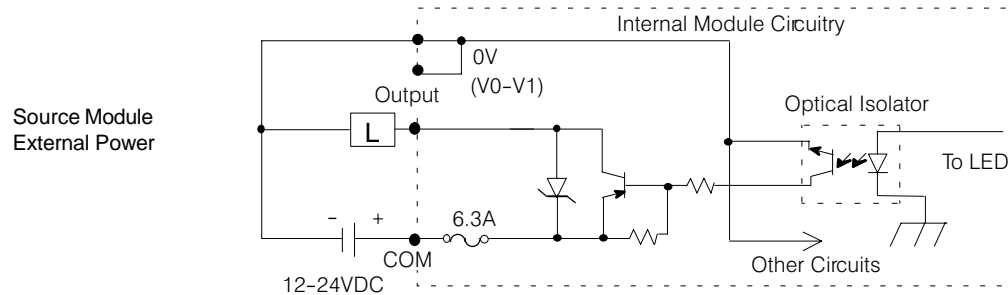 Internal Module Circuitry
0V
(V0-V1)
Output
Optical Isolator
Source Module
External Power
L
To LED
- +
6.3A
COM
Other Circuits
12-24VDC